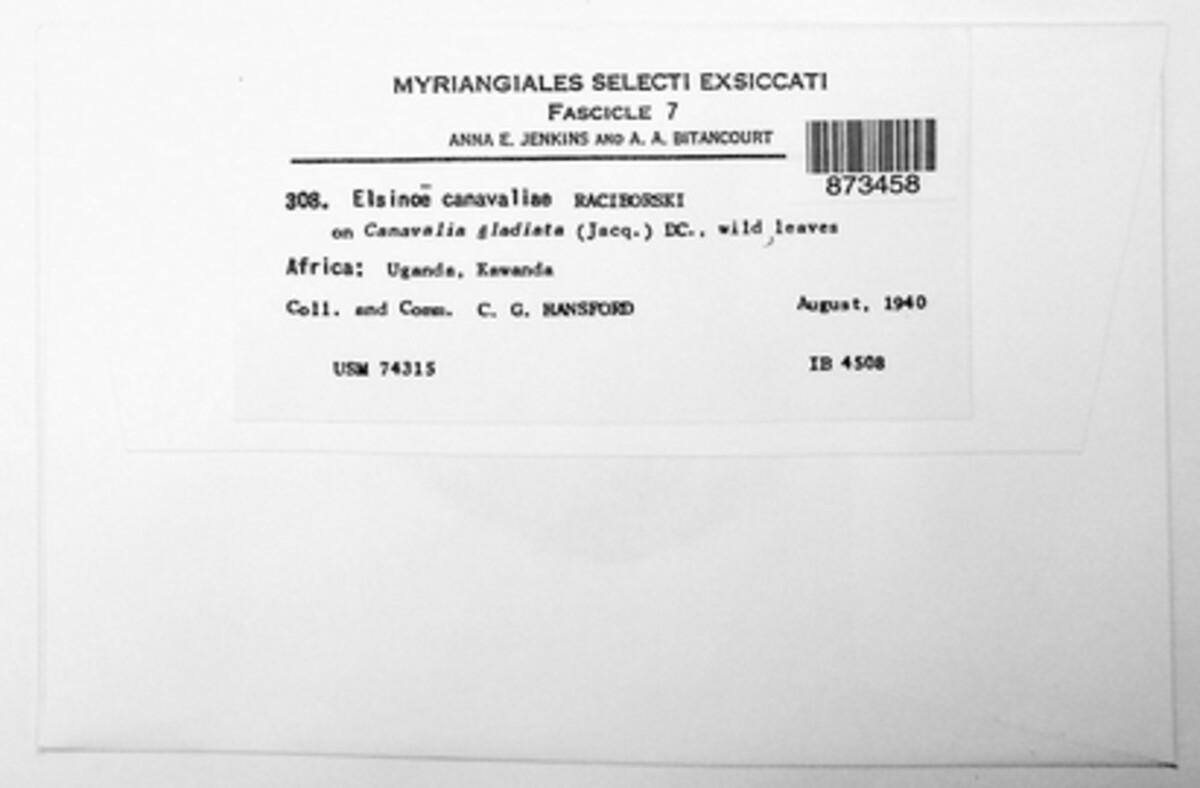 MYRIANGIALES SELECTI EXSICCATI
FASCICLE 7
ANNA E. JENKINS AND A. A. BITANCOURT
873458
308. Elsinoë canavaliae RACIBORSKI
on Canavalia gladiata (Jacq.) DC., wild, leaves
Africa: Uganda, Kawanda
Coll. and Comm. C. G. HANSFORD August, 1940
USM 74315 IB 4508